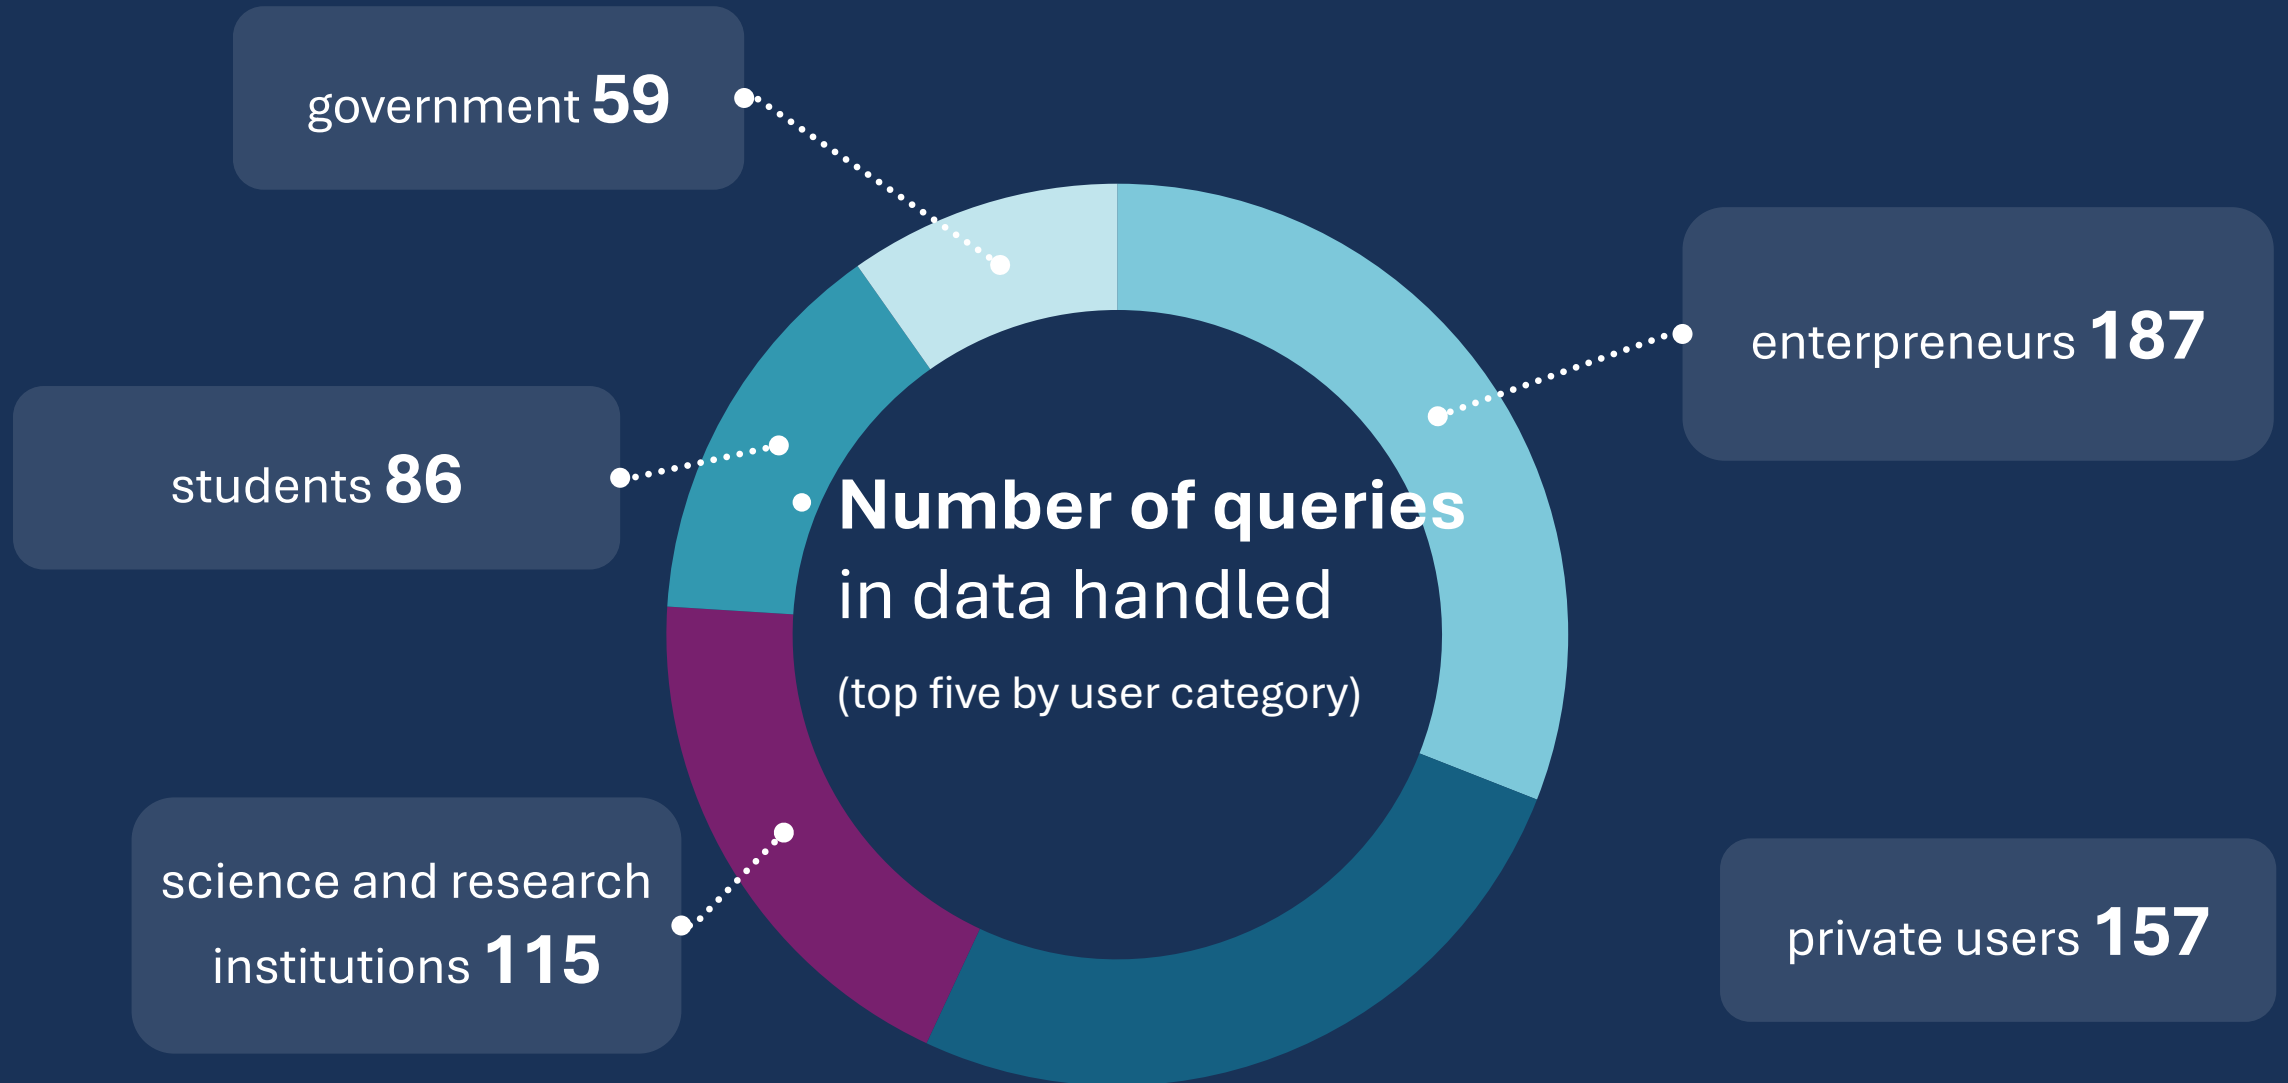 government 59
enterpreneurs 187
students 86
Number of queries
in data handled
(top five by user category)
science and research
institutions 115
private users 157